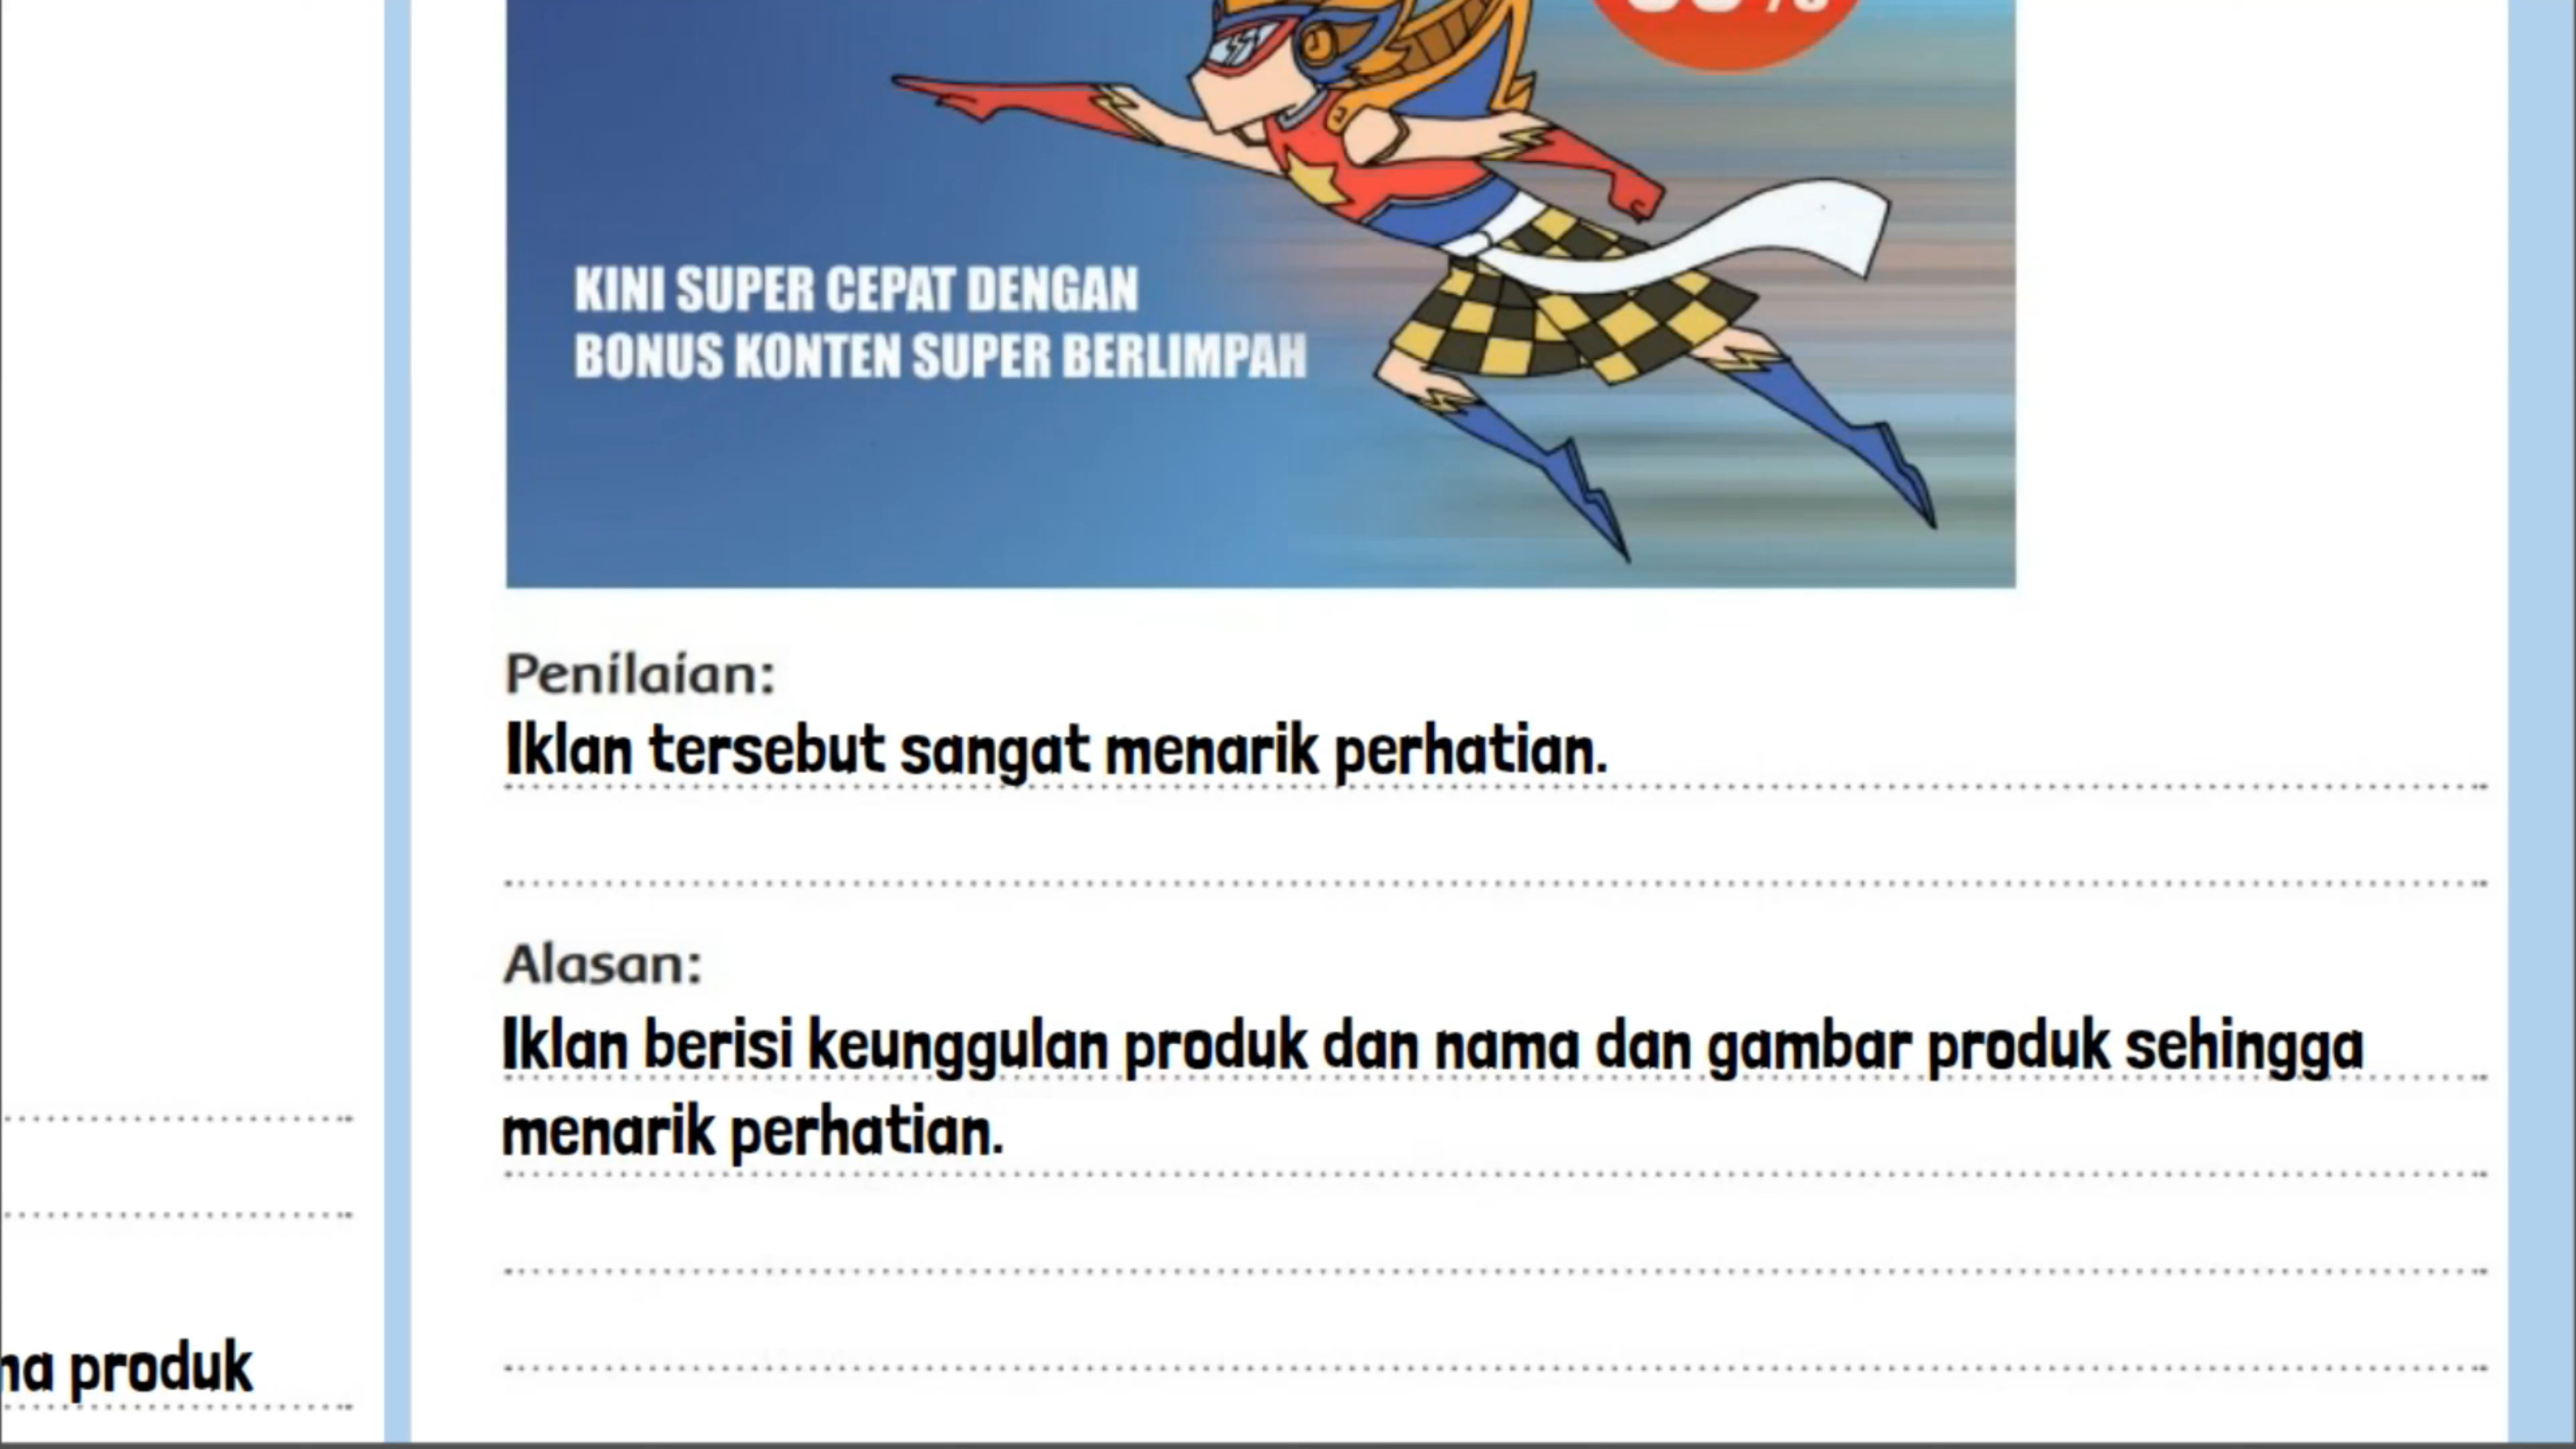 KINI SUPER CEPAT DENGAN
BONUS KONTEN SUPER BERLIMPAH
Penilaian:
Iklan tersebut sangat menarik perhatian.
Alasan:
Iklan berisi keunggulan produk dan nama dan gambar produk sehingga
menarik perhatian.
produk